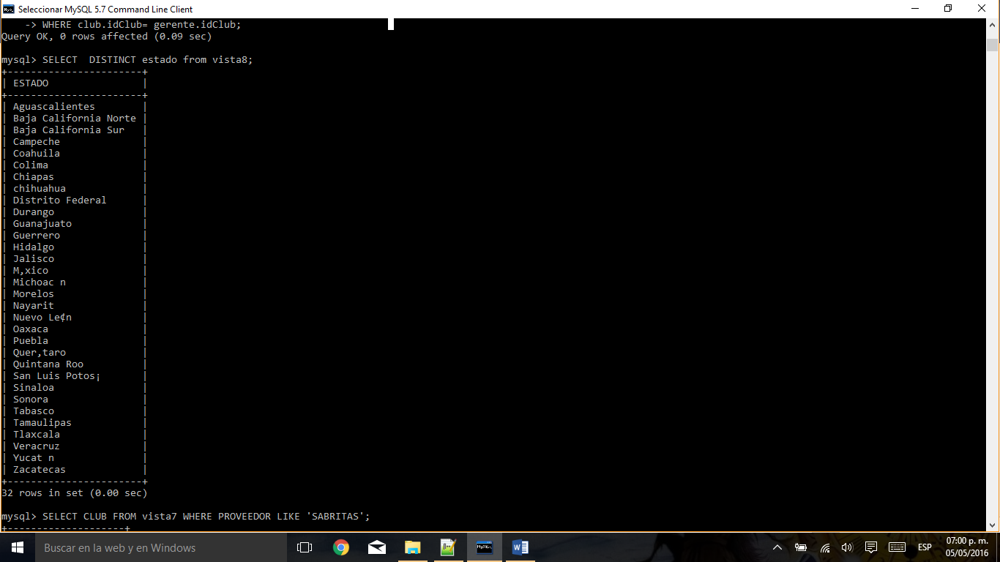 Seleccionar MySQL 5.7 Command Line Client
    -> WHERE club.idClub= gerente.idClub;
Query OK, 0 rows affected (0.09 sec)
mysql> SELECT  DISTINCT estado from vista8;
+-----------------------+
| ESTADO                |
+-----------------------+
| Aguascalientes        |
| Baja California Norte |
| Baja California Sur   |
| Campeche              |
| Coahuila              |
| Colima                |
| Chiapas               |
| chihuahua             |
| Distrito Federal      |
| Durango               |
| Guanajuato            |
| Guerrero              |
| Hidalgo               |
| Jalisco               |
| M,xico                |
| Michoac n             |
| Morelos               |
| Nayarit               |
| Nuevo Le¢n            |
| Oaxaca                |
| Puebla                |
| Quer,taro             |
| Quintana Roo          |
| San Luis Potos¡       |
| Sinaloa               |
| Sonora                |
| Tabasco               |
| Tamaulipas            |
| Tlaxcala              |
| Veracruz              |
| Yucat n               |
| Zacatecas             |
+-----------------------+
32 rows in set (0.00 sec)
mysql> SELECT CLUB FROM vista7 WHERE PROVEEDOR LIKE 'SABRITAS';
+--------------------+
Buscar en la web y en Windows
ESP
07:00 p. m.
05/05/2016